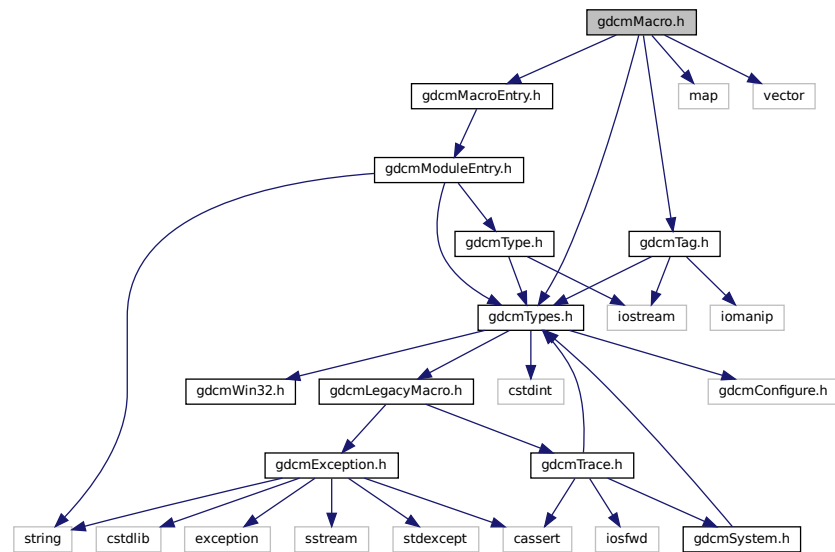 gdcmMacro.h
gdcmMacroEntry.h
map
vector
gdcmModuleEntry.h
gdcmType.h
gdcmTag.h
gdcmTypes.h
iostream
iomanip
gdcmWin32.h
gdcmLegacyMacro.h
cstdint
gdcmConfigure.h
gdcmException.h
gdcmTrace.h
string
cstdlib
exception
sstream
stdexcept
cassert
iosfwd
gdcmSystem.h